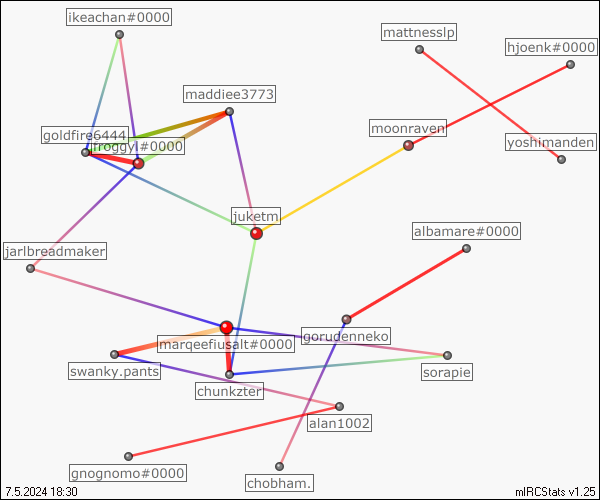 ikeachan#0000
mattnesslp
hjoenk#0000
maddiee3773
moonraven
goldfire6444
froggyl#0000
yoshimanden
juketm
albamare#0000
jarlbreadmaker
gorudenneko
marqeefiusalt#0000
swanky.pants
sorapie
chunkzter
alan1002
gnognomo#0000
chobham.
7.5.2024 18:30
mIRCStats v1.25